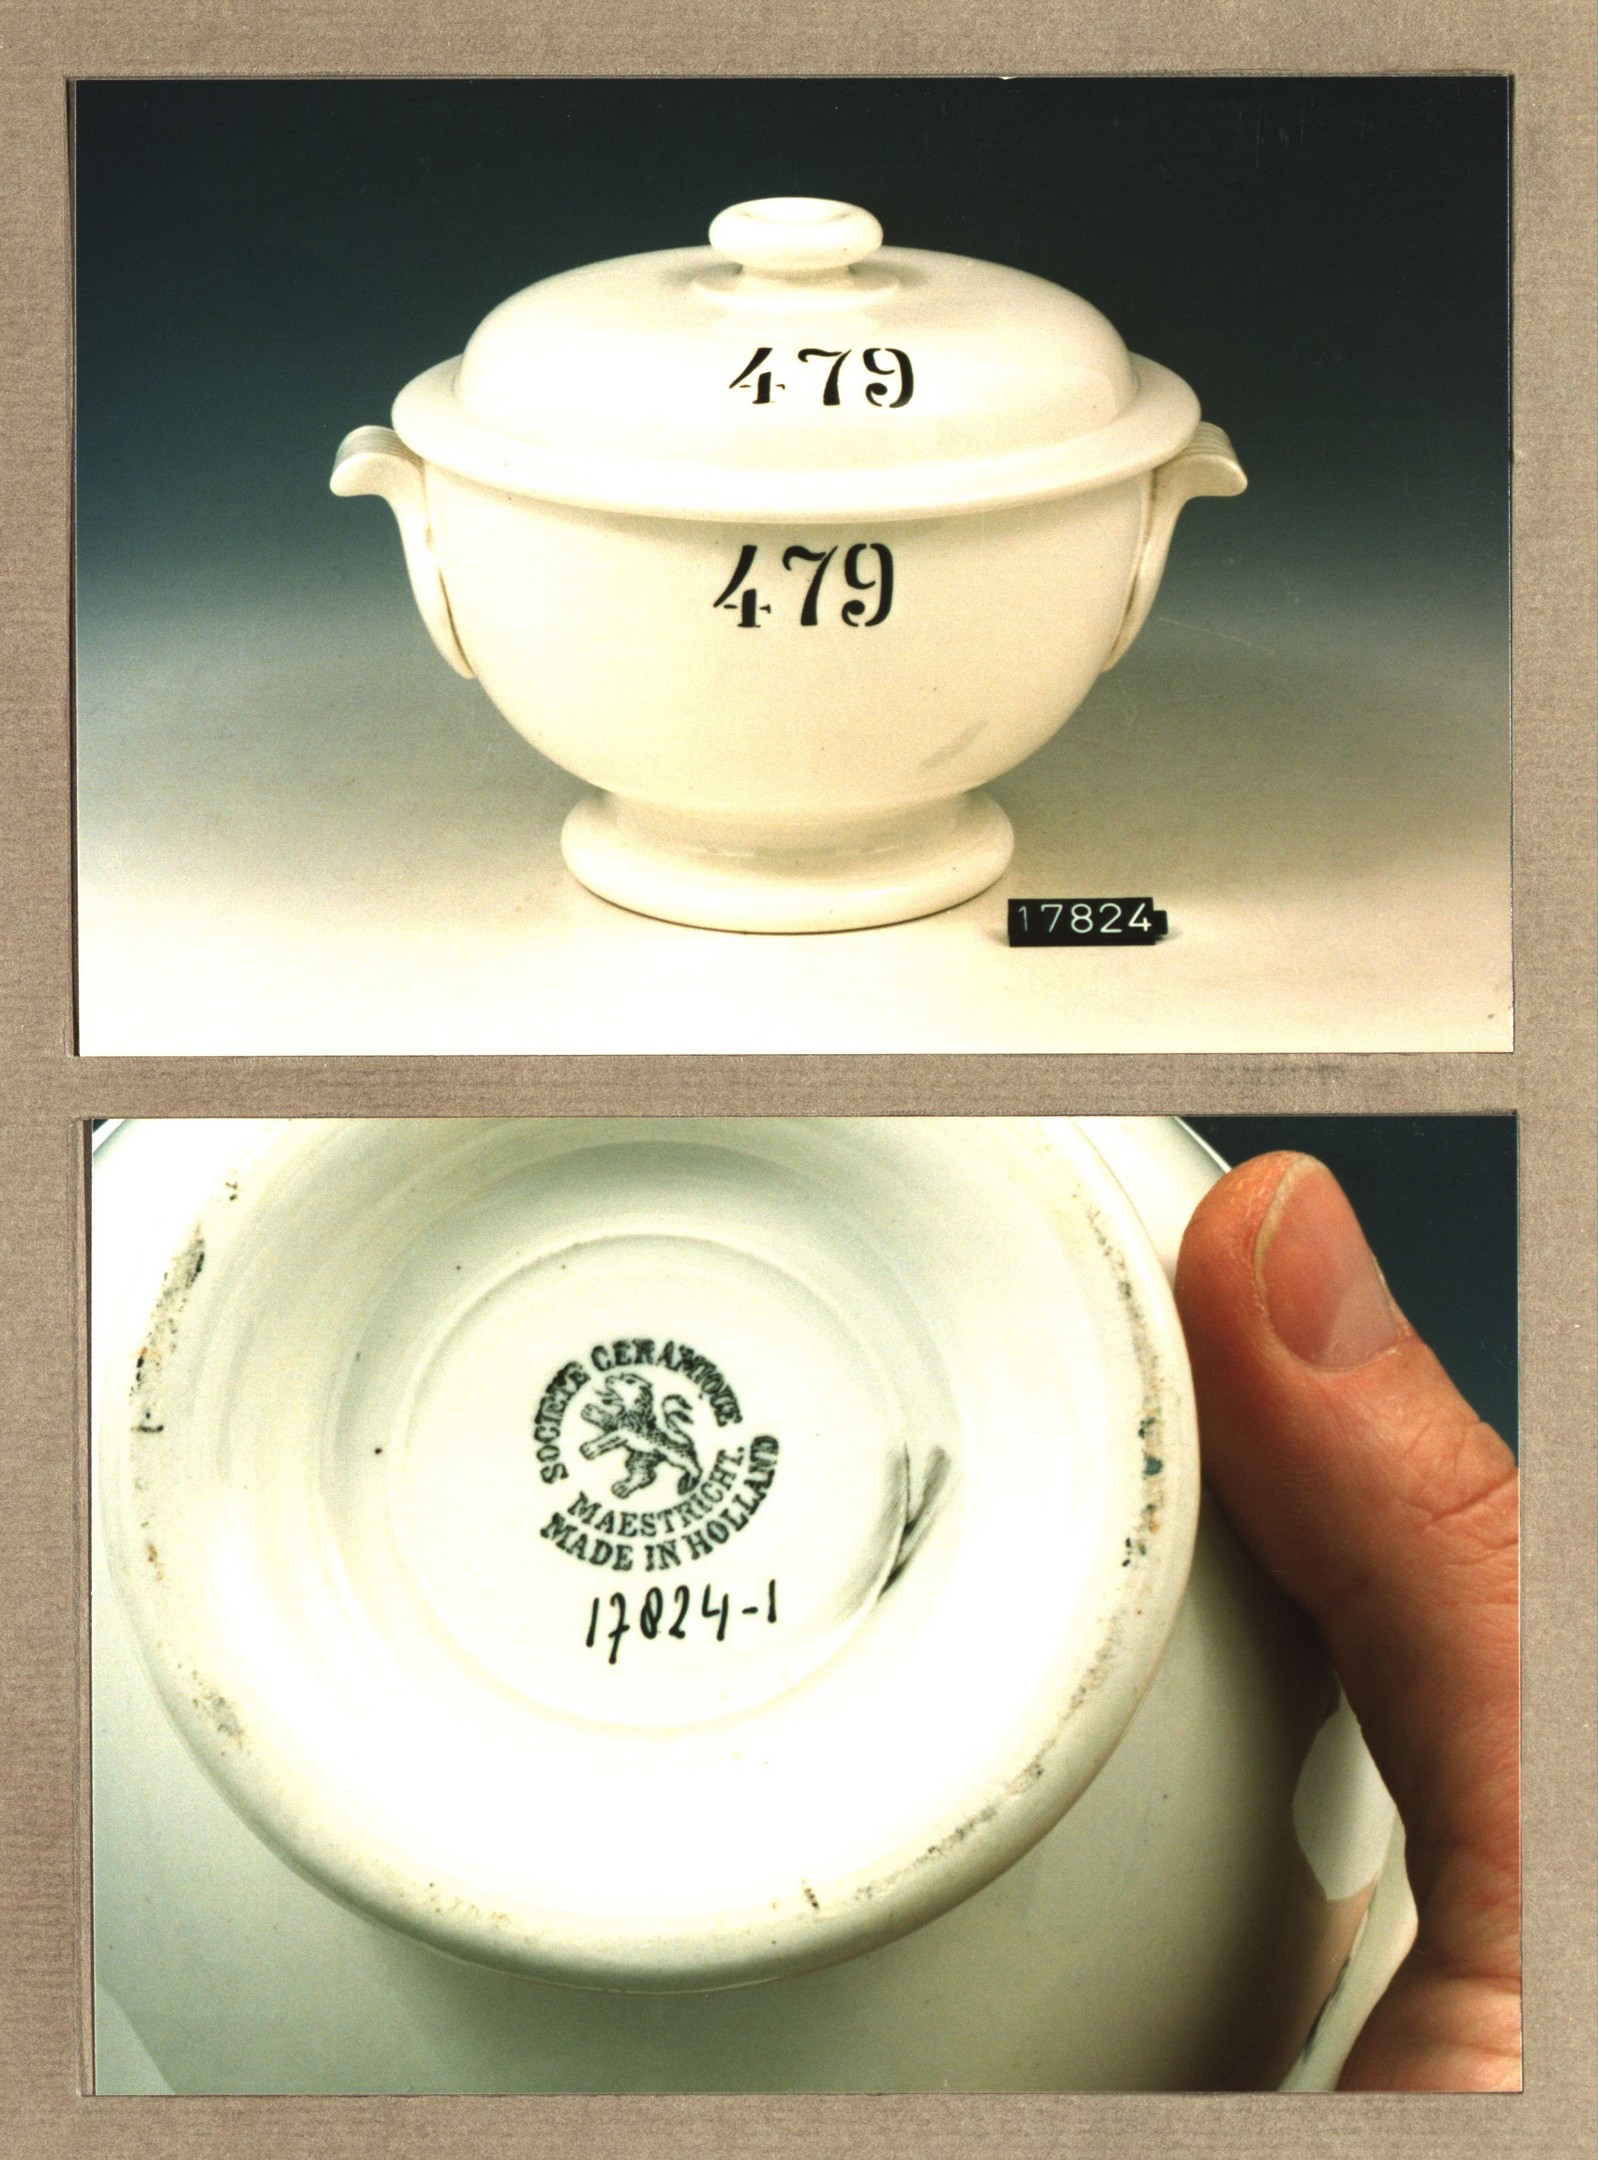 479
479
17824
SOCIETE CERAMIQUE
MAESTRICHT.
MADE IN HOLLAND
17824-1